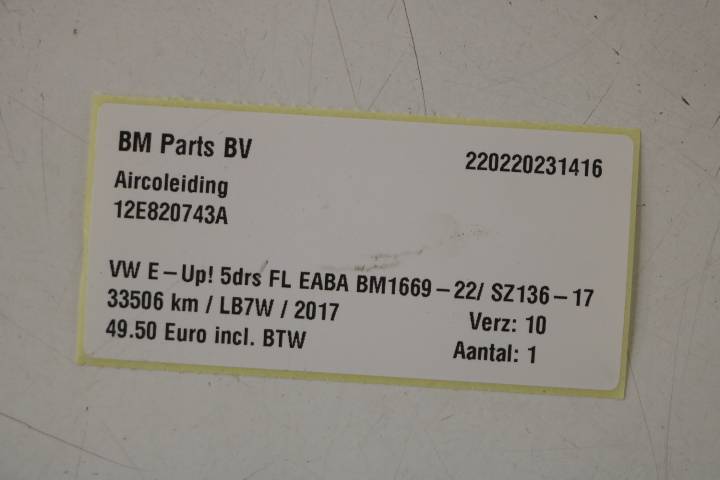 BM Parts BV 220220231416
Aircoleiding
12E820743A
VW E-Up! 5drs FL EABA BM1669-22/ SZ136-17
33506 km / LB7W / 2017 Verz: 10
49.50 Euro incl. BTW Aantal: 1